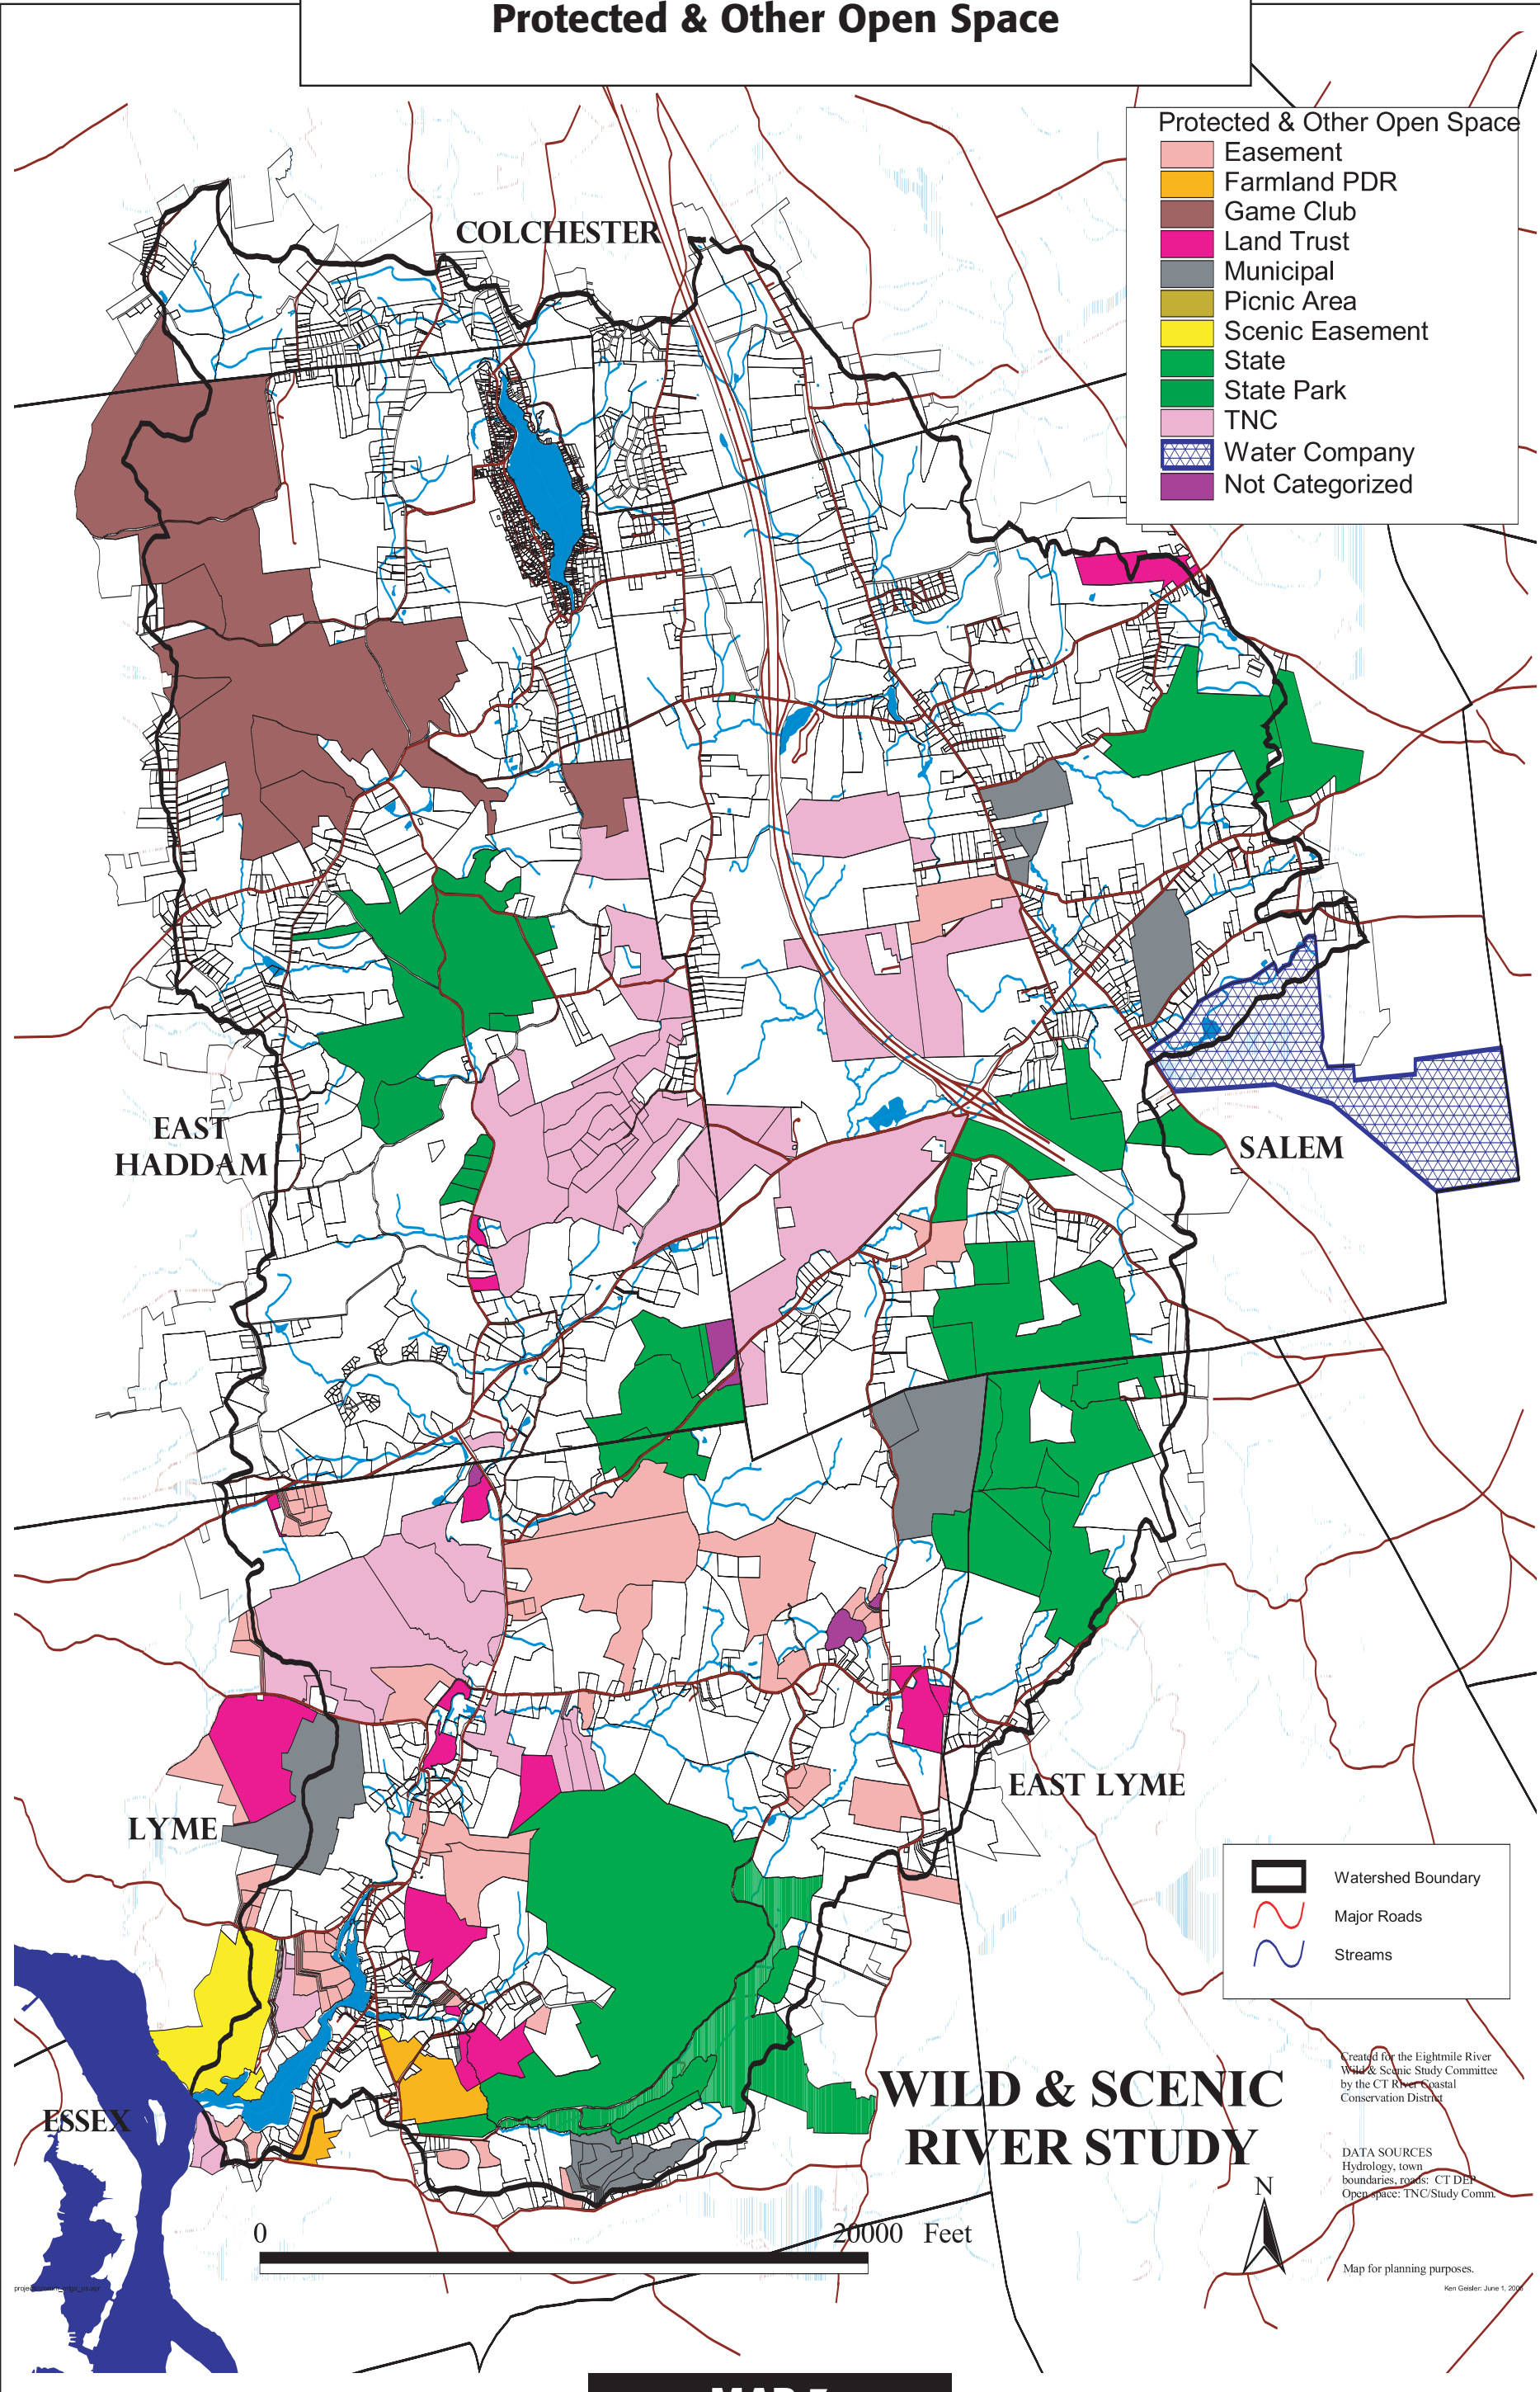 Protected & Other Open Space
Protected & Other Open Space
Easement
Farmland PDR
Game Club
Land Trust
Municipal
Picnic Area
Scenic Easement
State
State Park
TNC
Water Company
Not Categorized
COLCHESTER
EAST
HADDAM
SALEM
EAST LYME
LYME
ESSEX
Watershed Boundary
Major Roads
Streams
WILD & SCENIC
RIVER STUDY
Created for the Eightmile River
Wild & Scenic Study Committee
by the CT River Coastal
Conservation District
DATA SOURCES
Hydrology, town
boundaries, roads: CT DEP
Open space: TNC/Study Comm.
N
0
20000 Feet
Map for planning purposes.
Ken Geisler: June 1,